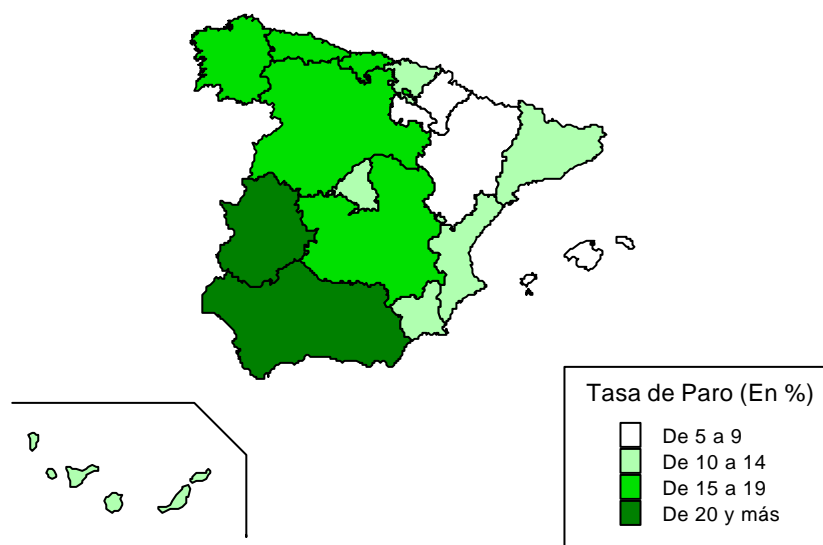 Tasa de Paro (En %)
De 5 a 9
De 10 a 14
De 15 a 19
De 20 y más